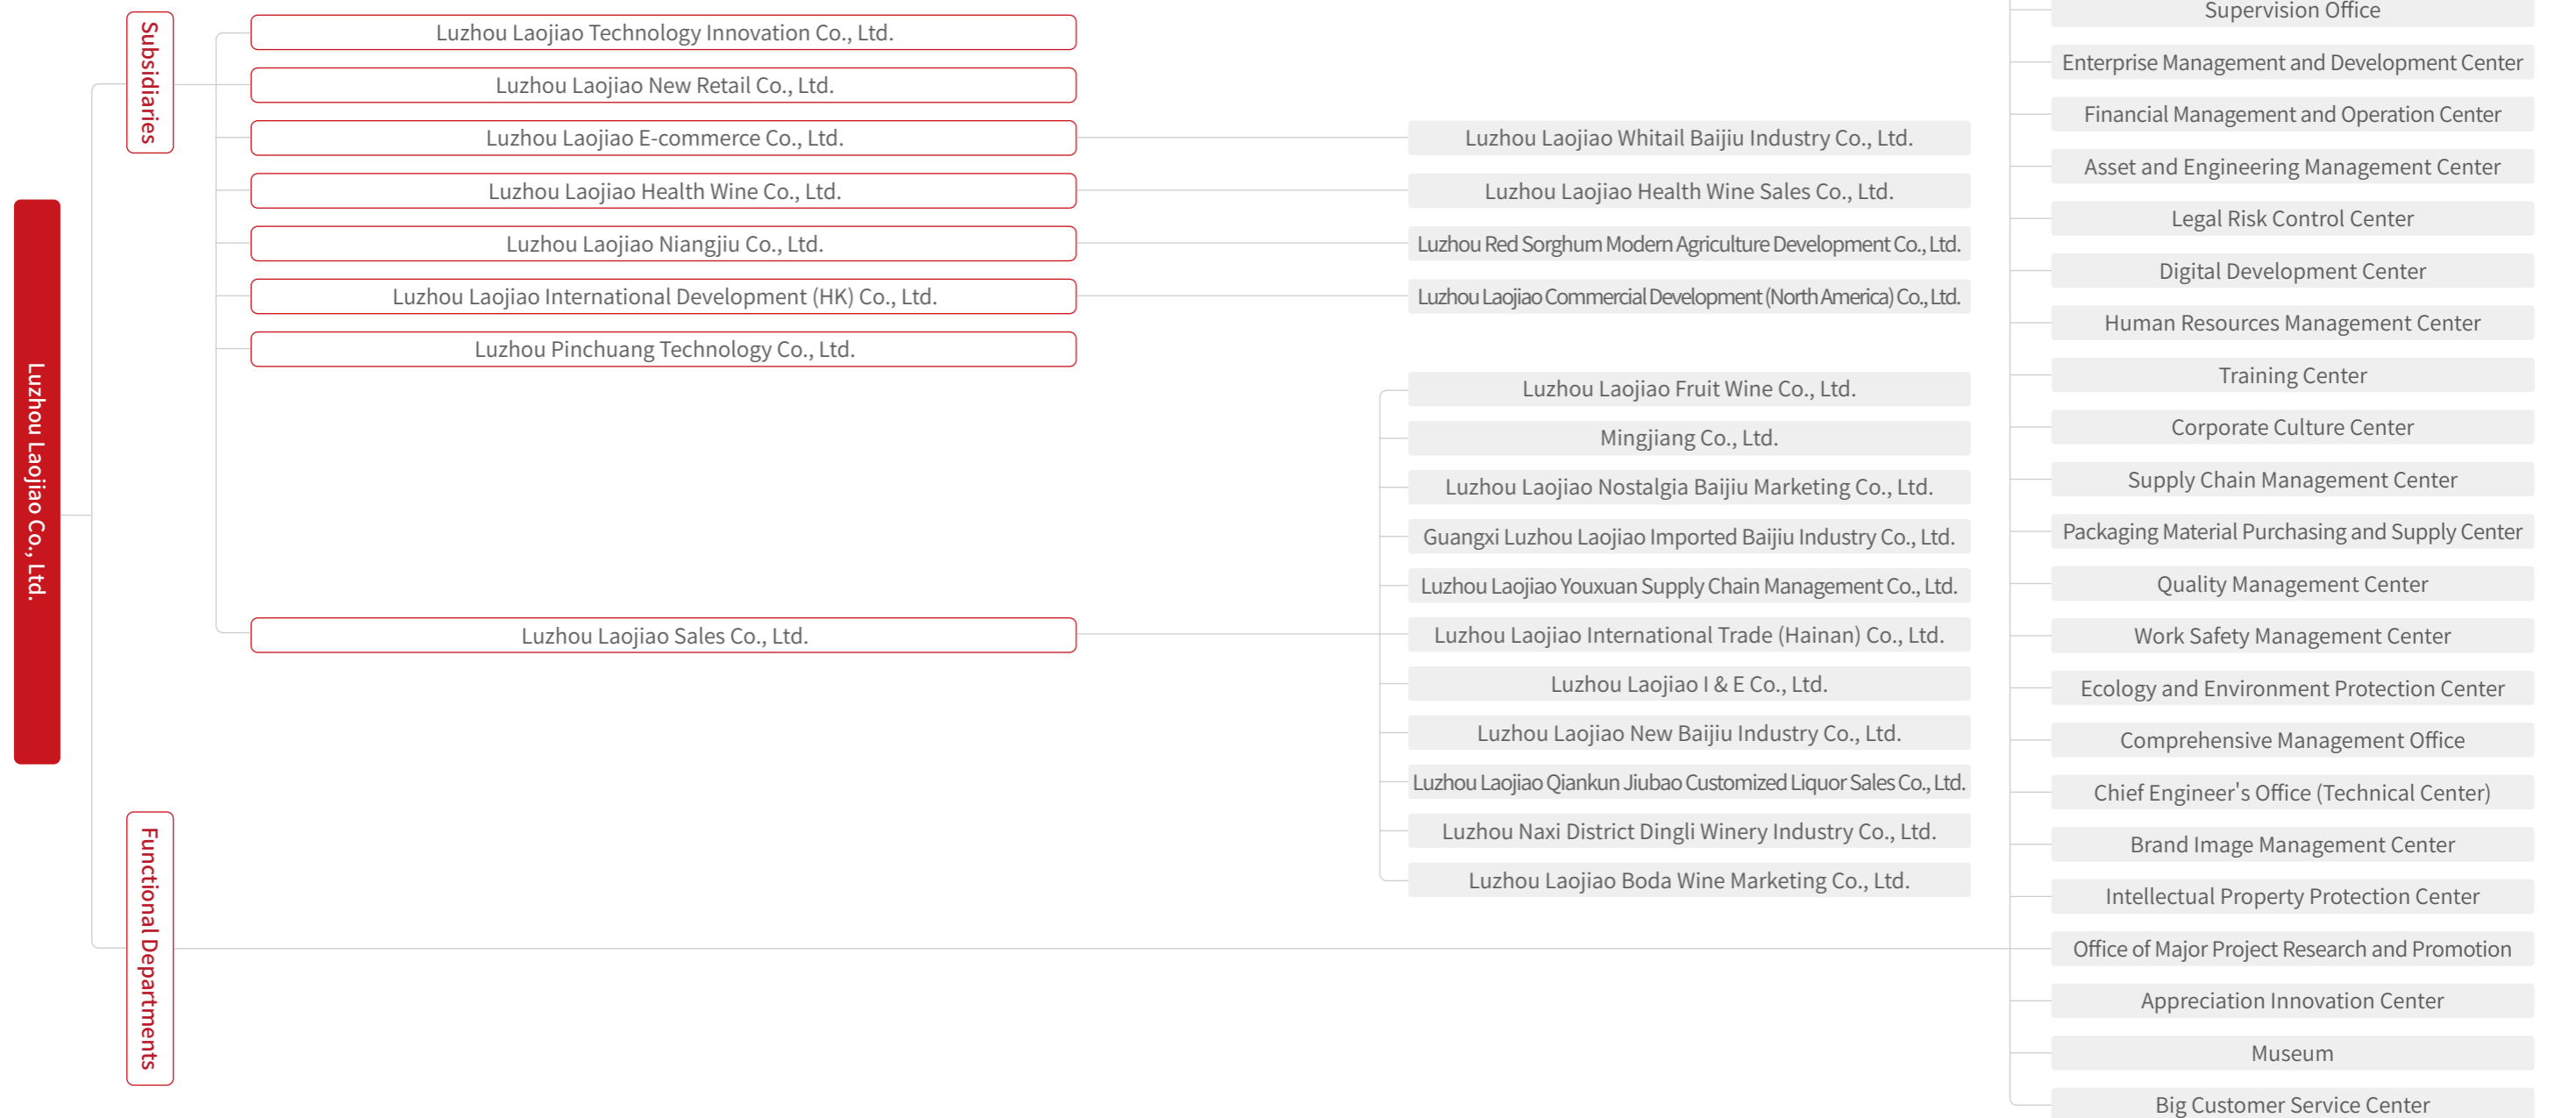 Luzhou Laojiao Co., Ltd.
Subsidiaries
Luzhou Laojiao Technology Innovation Co., Ltd.
Luzhou Laojiao New Retail Co., Ltd.
Luzhou Laojiao E-commerce Co., Ltd.
Luzhou Laojiao Whitail Baijiu Industry Co., Ltd.
Luzhou Laojiao Health Wine Co., Ltd.
Luzhou Laojiao Health Wine Sales Co., Ltd.
Luzhou Laojiao Niangjiu Co., Ltd.
Luzhou Red Sorghum Modern Agriculture Development Co., Ltd.
Luzhou Laojiao International Development (HK) Co., Ltd.
Luzhou Laojiao Commercial Development (North America) Co., Ltd.
Luzhou Pinchuang Technology Co., Ltd.
Luzhou Laojiao Sales Co., Ltd.
Luzhou Laojiao Fruit Wine Co., Ltd.
Mingjiang Co., Ltd.
Luzhou Laojiao Nostalgia Baijiu Marketing Co., Ltd.
Guangxi Luzhou Laojiao Imported Baijiu Industry Co., Ltd.
Luzhou Laojiao Youxuan Supply Chain Management Co., Ltd.
Luzhou Laojiao International Trade (Hainan) Co., Ltd.
Luzhou Laojiao I & E Co., Ltd.
Luzhou Laojiao New Baijiu Industry Co., Ltd.
Luzhou Laojiao Qiankun Jiubao Customized Liquor Sales Co., Ltd.
Luzhou Naxi District Dingli Winery Industry Co., Ltd.
Luzhou Laojiao Boda Wine Marketing Co., Ltd.
Functional Departments
Supervision Office
Enterprise Management and Development Center
Financial Management and Operation Center
Asset and Engineering Management Center
Legal Risk Control Center
Digital Development Center
Human Resources Management Center
Training Center
Corporate Culture Center
Supply Chain Management Center
Packaging Material Purchasing and Supply Center
Quality Management Center
Work Safety Management Center
Ecology and Environment Protection Center
Comprehensive Management Office
Chief Engineer's Office (Technical Center)
Brand Image Management Center
Intellectual Property Protection Center
Office of Major Project Research and Promotion
Appreciation Innovation Center
Museum
Big Customer Service Center